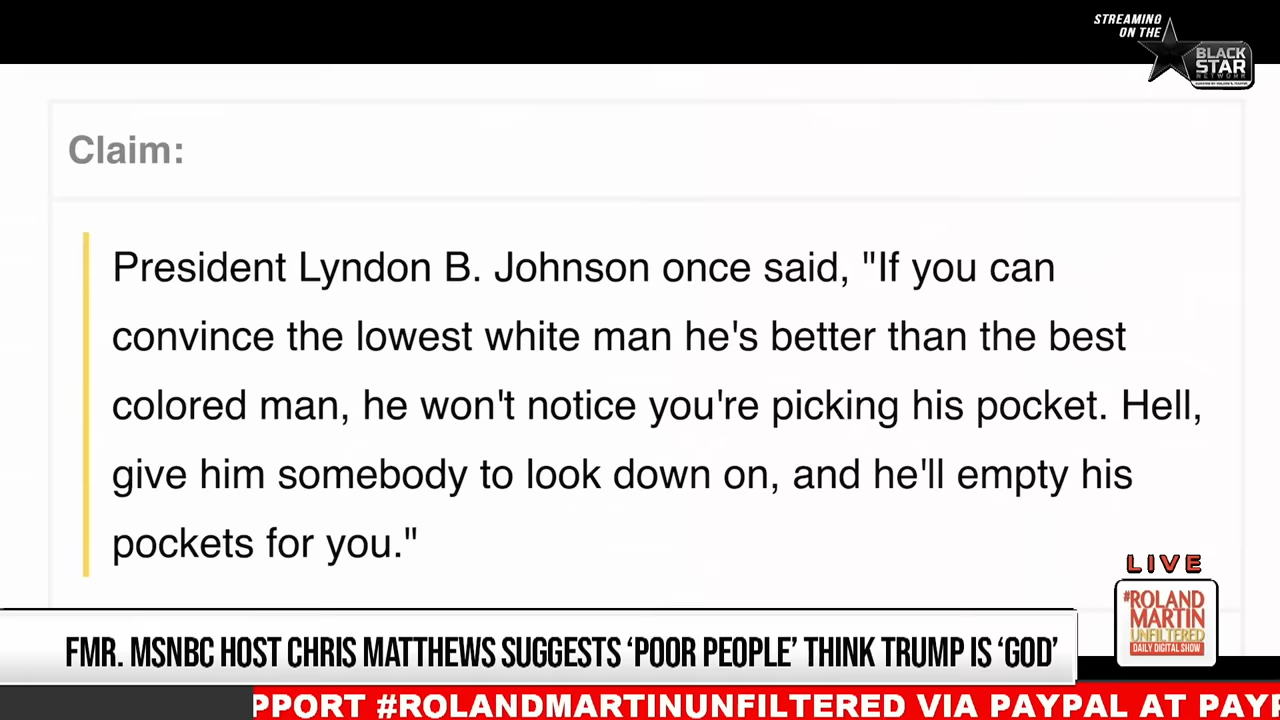 STREAMING
ON THE
BLACK
STAR
NETWORK
Claim:
President Lyndon B. Johnson once said, "If you can
convince the lowest white man he's better than the best
colored man, he won't notice you're picking his pocket. Hell,
give him somebody to look down on, and he'll empty his
pockets for you."
LIVE
#ROLAND
MARTIN
UNFILTERED
DAILY DIGITAL SHOW
FMR. MSNBC HOST CHRIS MATTHEWS SUGGESTS ‘POOR PEOPLE’ THINK TRUMP IS ‘GOD’
PPORT #ROLANDMARTINUNFILTERED VIA PAYPAL AT PAYP